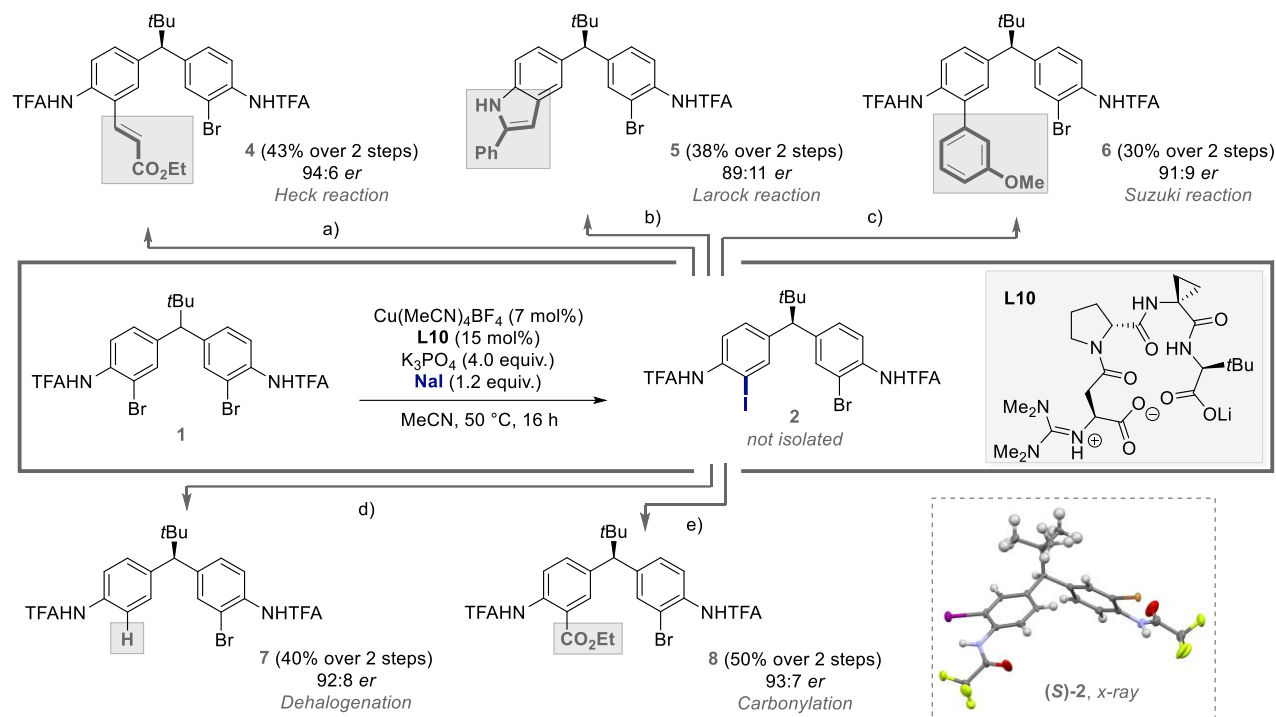 tBu
TFAHN
NHTFA
Br
CO2Et
4 (43% over 2 steps)
94:6 er
Heck reaction
tBu
HN
Ph
NHTFA
Br
5 (38% over 2 steps)
89:11 er
Larock reaction
tBu
TFAHN
NHTFA
Br
OMe
6 (30% over 2 steps)
91:9 er
Suzuki reaction
a)
b)
c)
tBu
TFAHN
NHTFA
Br
Br
1
Cu(MeCN)4BF4 (7 mol%)
L10 (15 mol%)
K3PO4 (4.0 equiv.)
NaI (1.2 equiv.)
MeCN, 50 °C, 16 h
tBu
TFAHN
NHTFA
I
Br
2
not isolated
L10
HN
O
O
N
HN
tBu
O
O
OLi
Me2N
O⊖
O
Me2N
N⊕
H
d)
e)
tBu
TFAHN
NHTFA
H
Br
7 (40% over 2 steps)
92:8 er
Dehalogenation
tBu
TFAHN
NHTFA
CO2Et
Br
8 (50% over 2 steps)
93:7 er
Carbonylation
(S)-2, x-ray